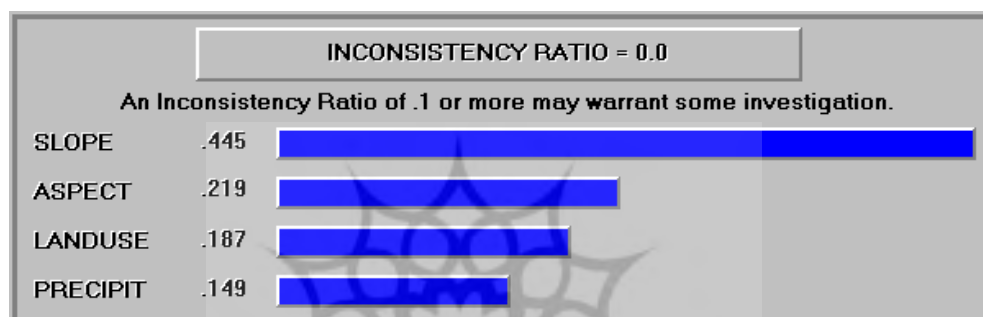 INCONSISTENCY RATIO = 0.0
An Inconsistency Ratio of .1 or more may warrant some investigation.
SLOPE .445
ASPECT .219
LANDUSE .187
PRECIPIT .149